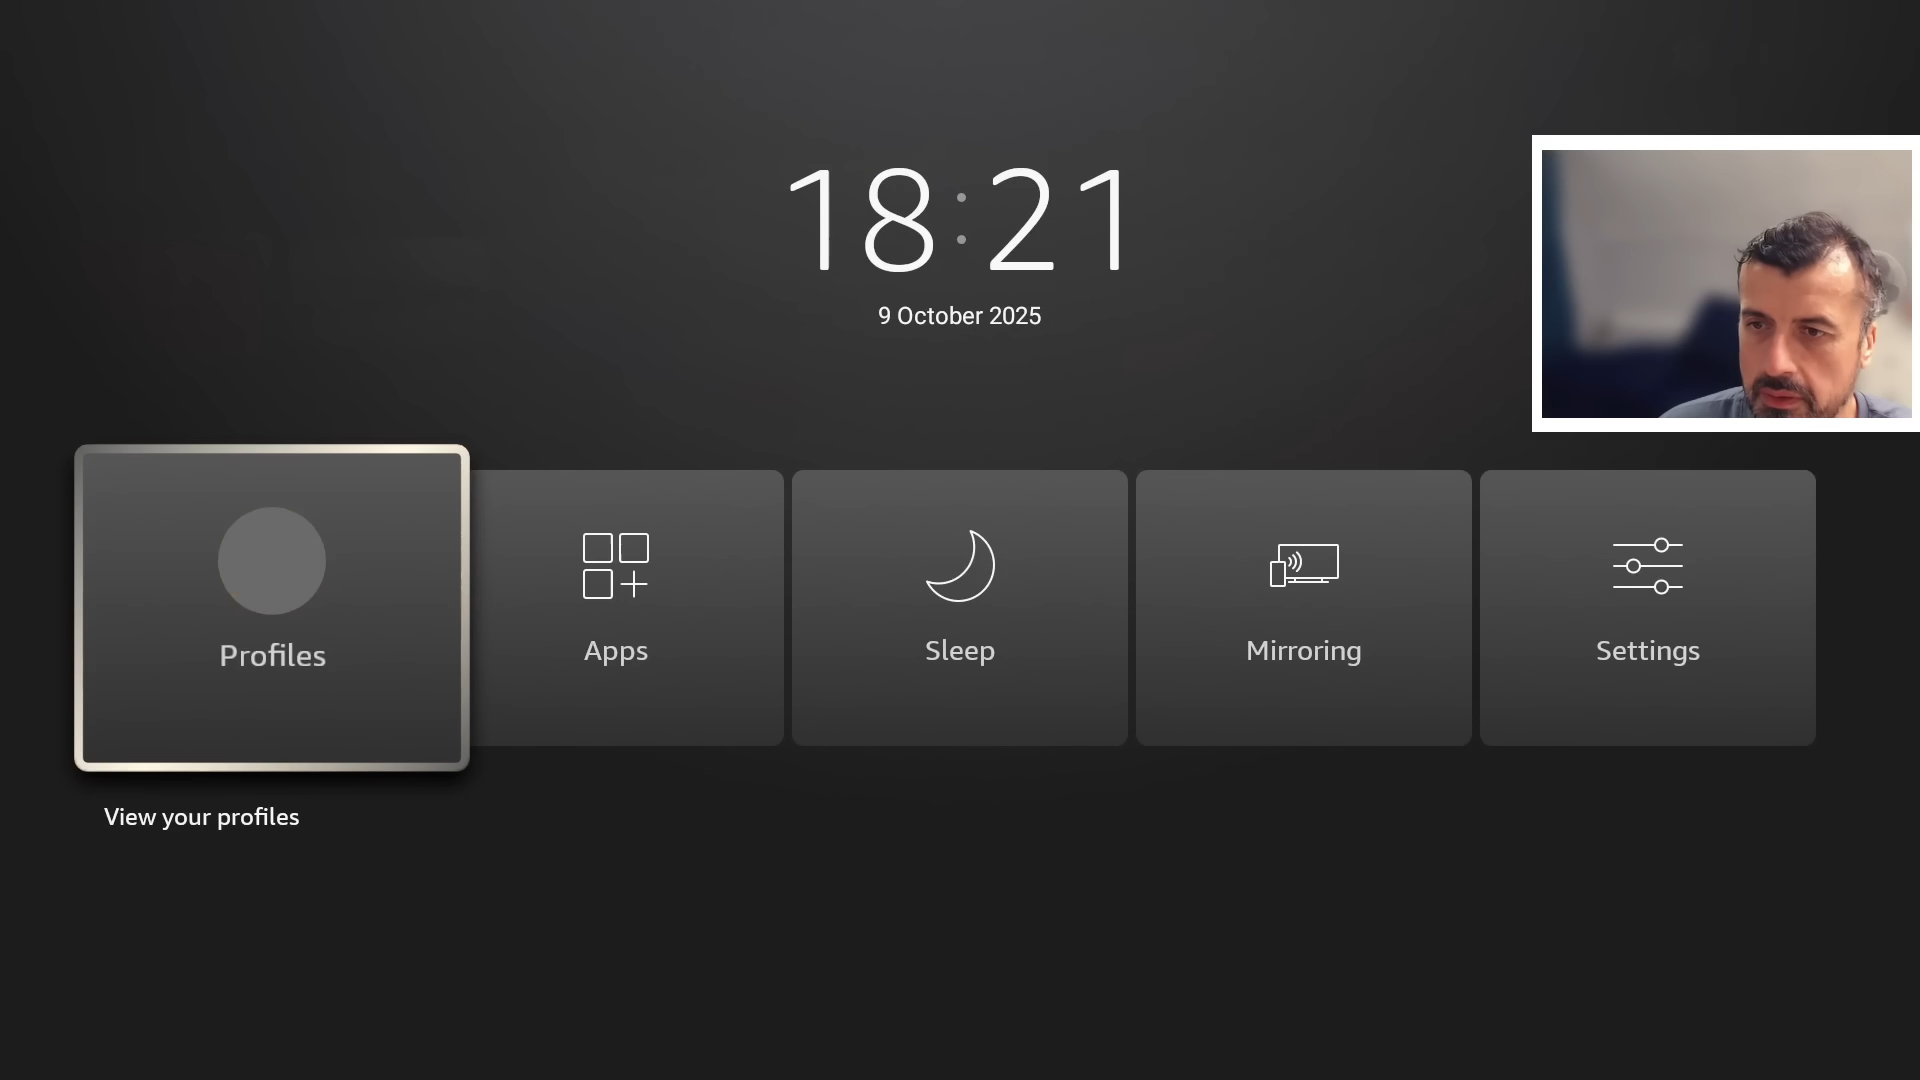 18:21
9 October 2025
Profiles
Apps
Sleep
Mirroring
Settings
View your profiles